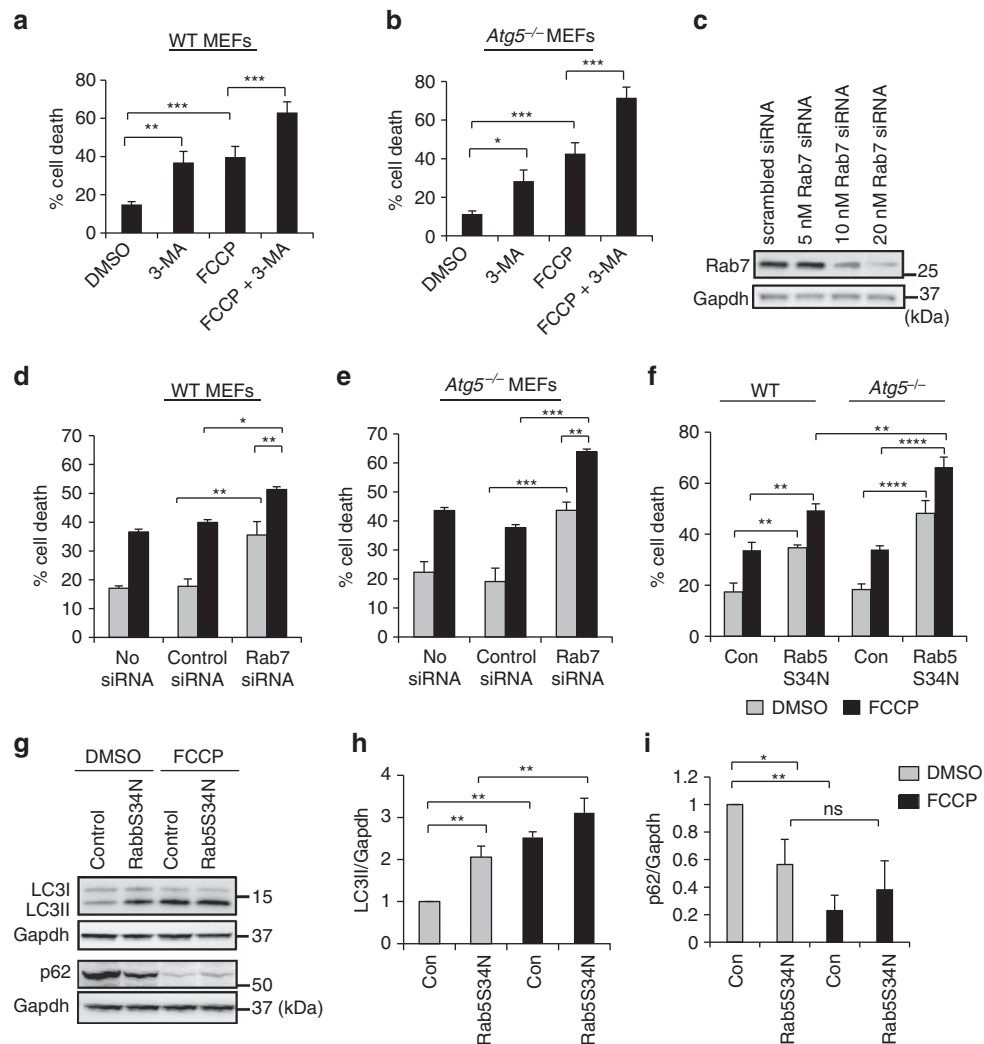 a
WT MEFs
% cell death
80
60
40
20
0
***
***
**
DMSO
3-MA
FCCP
FCCP + 3-MA
b
Atg5–/– MEFs
% cell death
80
60
40
20
0
***
***
*
DMSO
3-MA
FCCP
FCCP + 3-MA
c
scrambled siRNA
5 nM Rab7 siRNA
10 nM Rab7 siRNA
20 nM Rab7 siRNA
Rab7
25
Gapdh
37
(kDa)
d
WT MEFs
% cell death
70
60
50
40
30
20
10
0
*
**
**
No siRNA
Control siRNA
Rab7 siRNA
e
Atg5–/– MEFs
% cell death
70
60
50
40
30
20
10
0
***
**
***
No siRNA
Control siRNA
Rab7 siRNA
f
WT
Atg5–/–
% cell death
80
60
40
20
0
**
****
**
****
**
Con
Rab5 S34N
Con
Rab5 S34N
DMSO
FCCP
g
DMSO
FCCP
Control
RabbS34N
Control
Rab5S34N
LC3I
LC3II
15
Gapdh
37
p62
50
Gapdh
37 (kDa)
h
LC3II/Gapdh
4
3
2
1
0
**
**
**
Con
Rab5S34N
Con
Rab5S34N
i
p62/Gapdh
1.2
1
0.8
0.6
0.4
0.2
0
*
**
ns
Con
Rab5S34N
Con
Rab5S34N
DMSO
FCCP